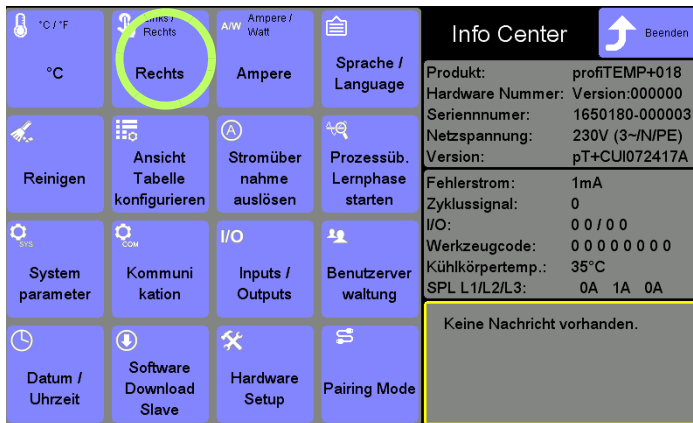 °C / °F
°C
Links /
Rechts
Rechts
A/W
Ampere /
Watt
Ampere
Sprache /
Language
Reinigen
Ansicht
Tabelle
konfigurieren
A
Stromüber
nahme
auslösen
Prozessüb.
Lernphase
starten
SYS
System
parameter
COM
Kommuni
kation
I/O
Inputs /
Outputs
Benutzerver
waltung
Datum /
Uhrzeit
Software
Download
Slave
Hardware
Setup
Pairing Mode
Info Center
Beenden
Produkt: profiTEMP+018
Hardware Nummer: Version:000000
Seriennnumer: 1650180-000003
Netzspannung: 230V (3~/N/PE)
Version: pT+CUI072417A
Fehlerstrom: 1mA
Zyklussignal: 0
I/O: 0 0 / 0 0
Werkzeugcode: 0 0 0 0 0 0 0 0
Kühlkörpertemp.: 35°C
SPL L1/L2/L3: 0A 1A 0A
Keine Nachricht vorhanden.